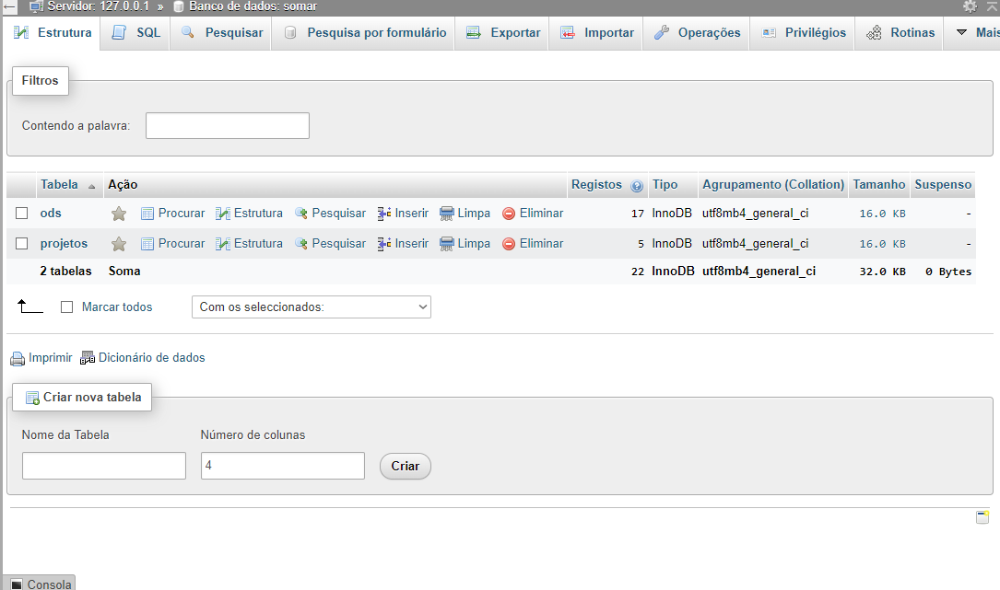 Servidor: 127.0.0.1 » Banco de dados: somar
Estrutura SQL Pesquisar Pesquisa por formulário Exportar Importar Operações Privilégios Rotinas Mais
Filtros
Contendo a palavra:
Tabela Ação Registos Tipo Agrupamento (Collation) Tamanho Suspenso
ods Procurar Estrutura Pesquisar Inserir Limpa Eliminar 17 InnoDB utf8mb4_general_ci 16.0 KB -
projetos Procurar Estrutura Pesquisar Inserir Limpa Eliminar 5 InnoDB utf8mb4_general_ci 16.0 KB -
2 tabelas Soma 22 InnoDB utf8mb4_general_ci 32.0 KB 0 Bytes
Marcar todos Com os seleccionados:
Imprimir Dicionário de dados
Criar nova tabela
Nome da Tabela Número de colunas
4 Criar
Consola